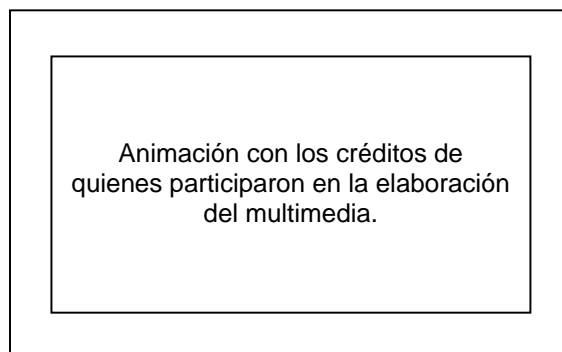 Animación con los créditos de
quienes participaron en la elaboración
del multimedia.